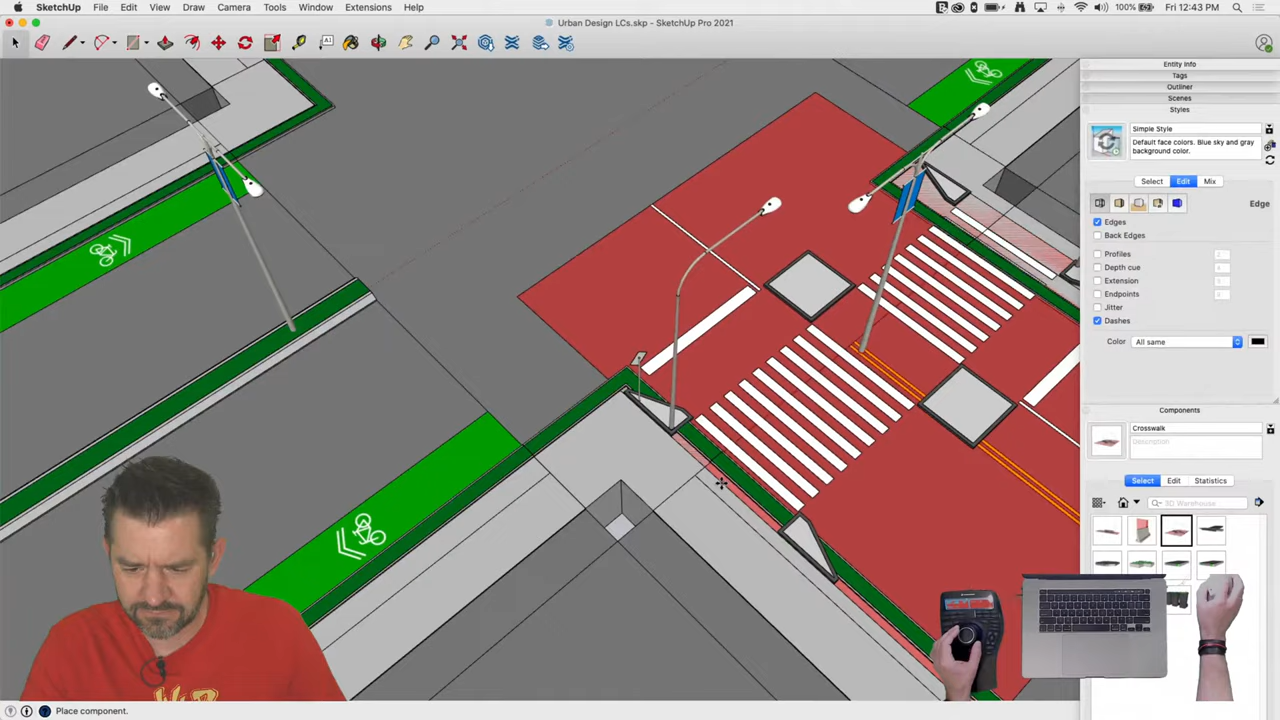 SketchUp File Edit View Draw Camera Tools Window Extensions Help
100% Fri 12:43 PM
Urban Design LCs.skp - SketchUp Pro 2021
Entity Info
Tags
Outliner
Scenes
Styles
Simple Style
Default face colors. Blue sky and gray
background color.
Select Edit Mix
Edge
Edges
Back Edges
Profiles
Depth cue
Extension
Endpoints
Jitter
Dashes
Color All same
Components
Crosswalk
Description
Select Edit Statistics
3D Warehouse
Place component.